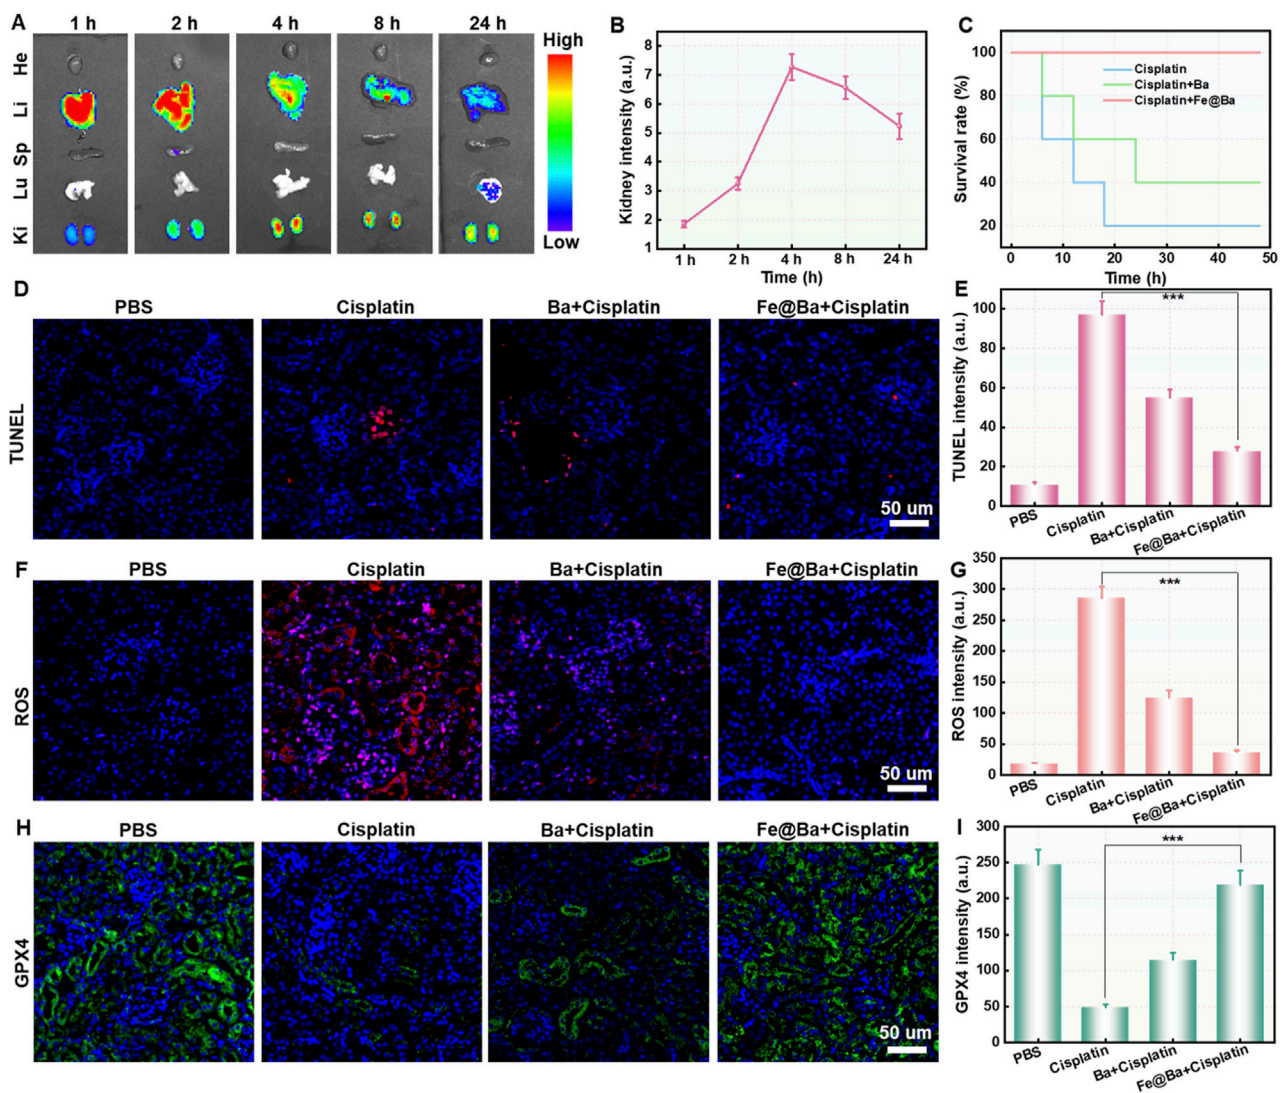 A
1 h
2 h
4 h
8 h
24 h
He
Li
Sp
Lu
Ki
High
Low
B
Kidney intensity (a.u.)
8
7
6
5
4
3
2
1
1 h
2 h
4 h
8 h
24 h
Time (h)
C
Survival rate (%)
100
80
60
40
20
0
10
20
30
40
50
Time (h)
Cisplatin
Cisplatin+Ba
Cisplatin+Fe@Ba
D
PBS
Cisplatin
Ba+Cisplatin
Fe@Ba+Cisplatin
TUNEL
50 um
E
TUNEL intensity (a.u.)
100
80
60
40
20
0
***
PBS
Cisplatin
Ba+Cisplatin
Fe@Ba+Cisplatin
F
PBS
Cisplatin
Ba+Cisplatin
Fe@Ba+Cisplatin
ROS
50 um
G
ROS intensity (a.u.)
350
300
250
200
150
100
50
0
***
PBS
Cisplatin
Ba+Cisplatin
Fe@Ba+Cisplatin
H
PBS
Cisplatin
Ba+Cisplatin
Fe@Ba+Cisplatin
GPX4
50 um
I
GPX4 intensity (a.u.)
300
250
200
150
100
50
0
***
PBS
Cisplatin
Ba+Cisplatin
Fe@Ba+Cisplatin